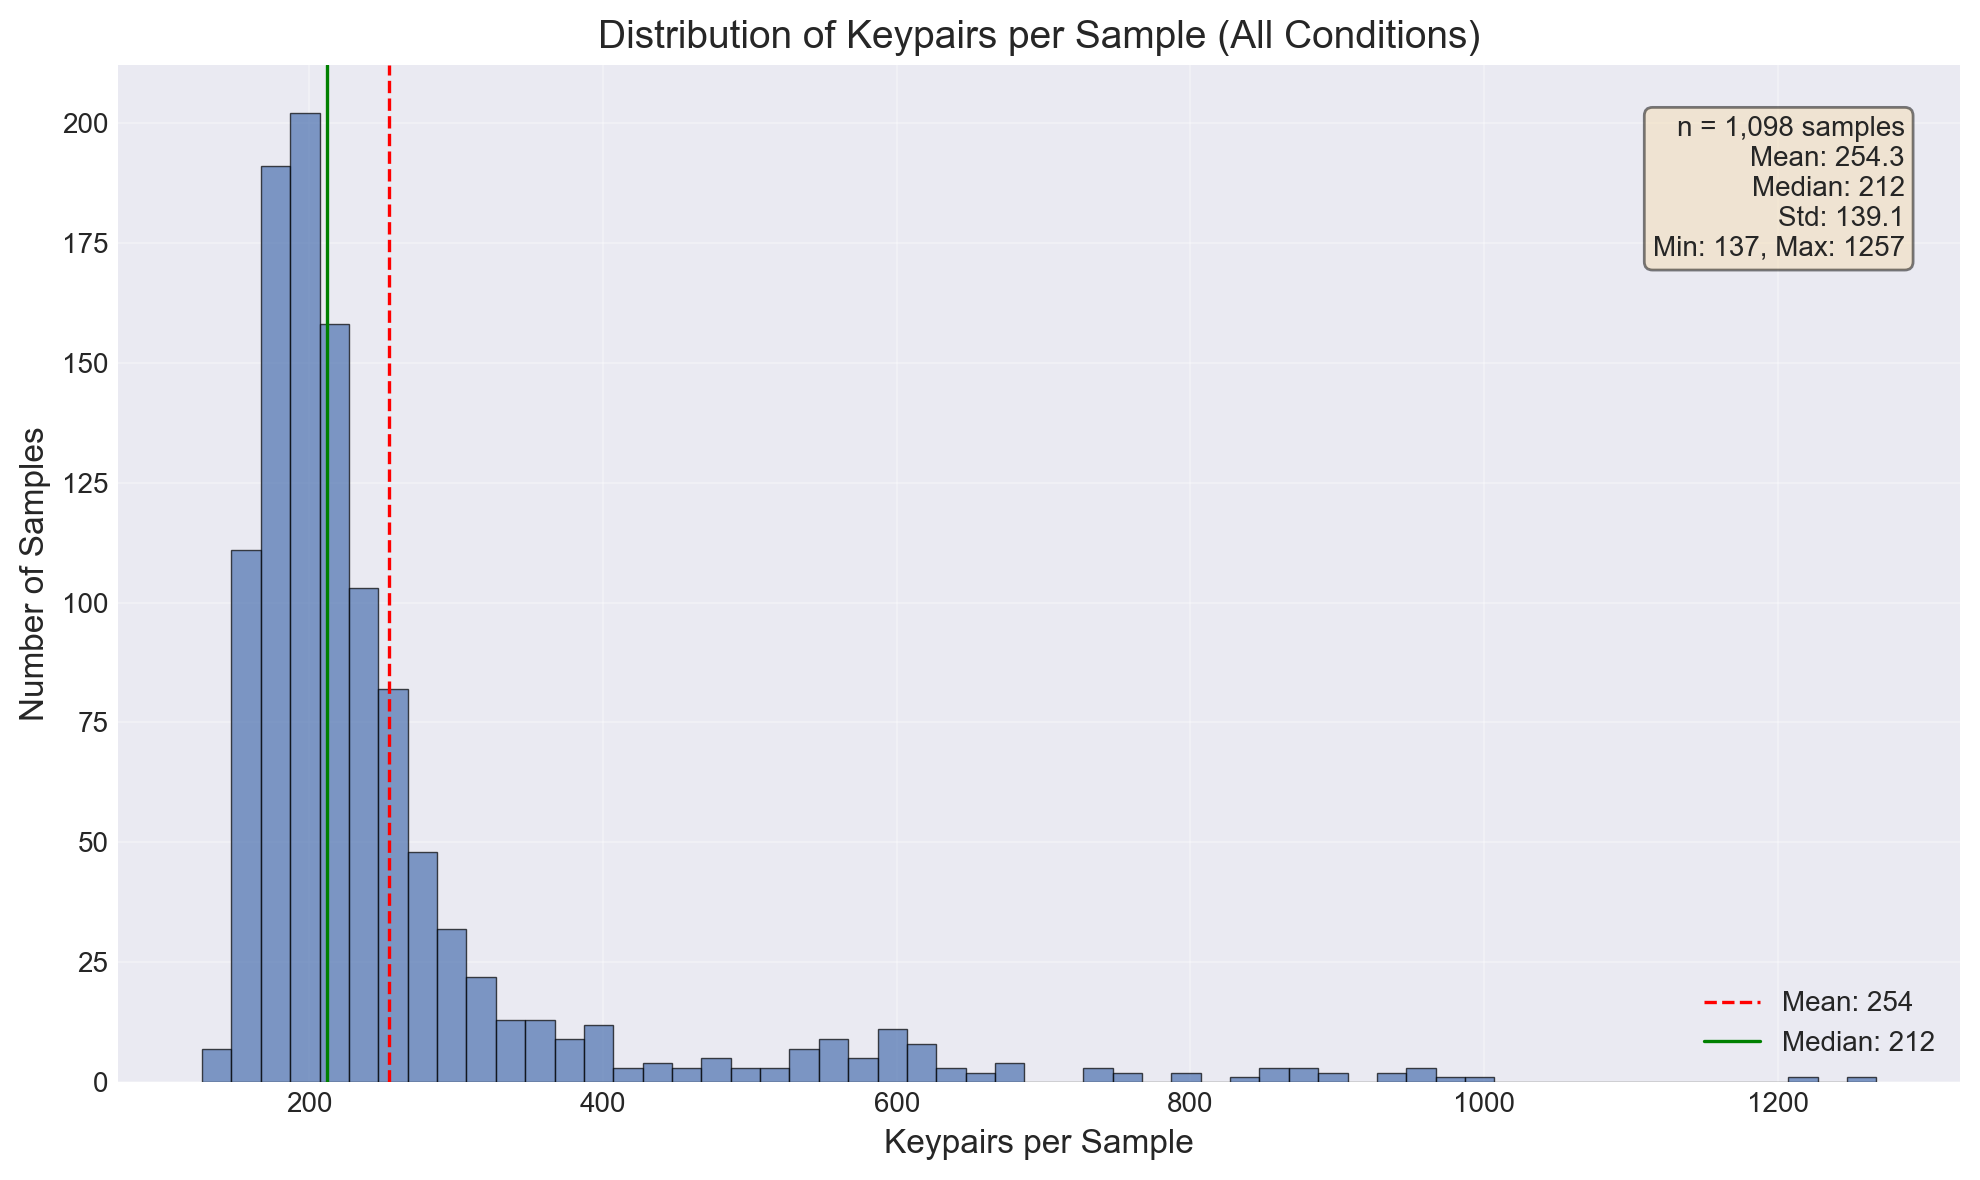 Distribution of Keypairs per Sample (All Conditions)
n = 1,098 samples
Mean: 254.3
Median: 212
Std: 139.1
Min: 137, Max: 1257
Number of Samples
200
175
150
125
100
75
50
25
0
Mean: 254
Median: 212
200
400
600
800
1000
1200
Keypairs per Sample